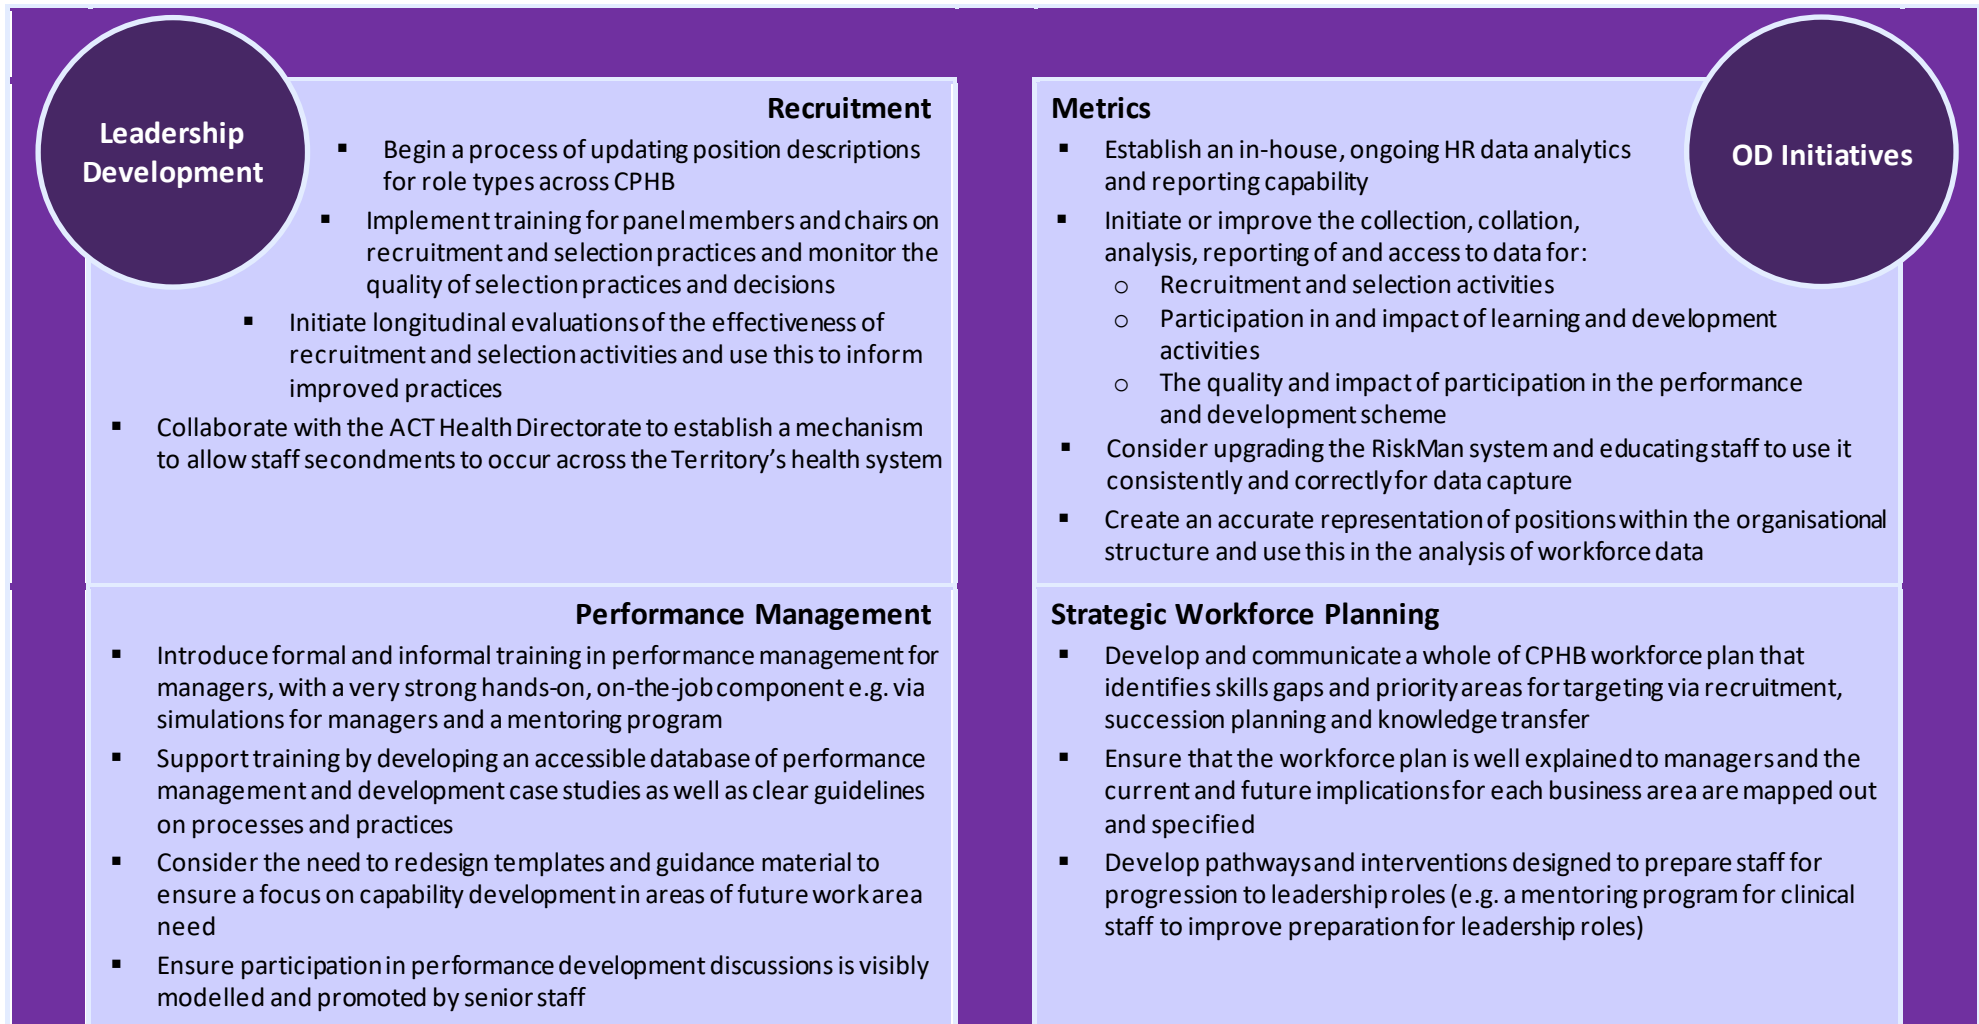 Leadership
Development
Recruitment
▪ Begin a process of updating position descriptions
for role types across CPHB
▪ Implement training for panel members and chairs on
recruitment and selection practices and monitor the
quality of selection practices and decisions
▪ Initiate longitudinal evaluations of the effectiveness of
recruitment and selection activities and use this to inform
improved practices
▪ Collaborate with the ACT Health Directorate to establish a mechanism
to allow staff secondments to occur across the Territory’s health system
OD Initiatives
Metrics
▪ Establish an in-house, ongoing HR data analytics
and reporting capability
▪ Initiate or improve the collection, collation,
analysis, reporting of and access to data for:
o Recruitment and selection activities
o Participation in and impact of learning and development
activities
o The quality and impact of participation in the performance
and development scheme
▪ Consider upgrading the RiskMan system and educating staff to use it
consistently and correctly for data capture
▪ Create an accurate representation of positions within the organisational
structure and use this in the analysis of workforce data
Performance Management
▪ Introduce formal and informal training in performance management for
managers, with a very strong hands-on, on-the-job component e.g. via
simulations for managers and a mentoring program
▪ Support training by developing an accessible database of performance
management and development case studies as well as clear guidelines
on processes and practices
▪ Consider the need to redesign templates and guidance material to
ensure a focus on capability development in areas of future work area
need
▪ Ensure participation in performance development discussions is visibly
modelled and promoted by senior staff
Strategic Workforce Planning
▪ Develop and communicate a whole of CPHB workforce plan that
identifies skills gaps and priority areas for targeting via recruitment,
succession planning and knowledge transfer
▪ Ensure that the workforce plan is well explained to managers and the
current and future implications for each business area are mapped out
and specified
▪ Develop pathways and interventions designed to prepare staff for
progression to leadership roles (e.g. a mentoring program for clinical
staff to improve preparation for leadership roles)